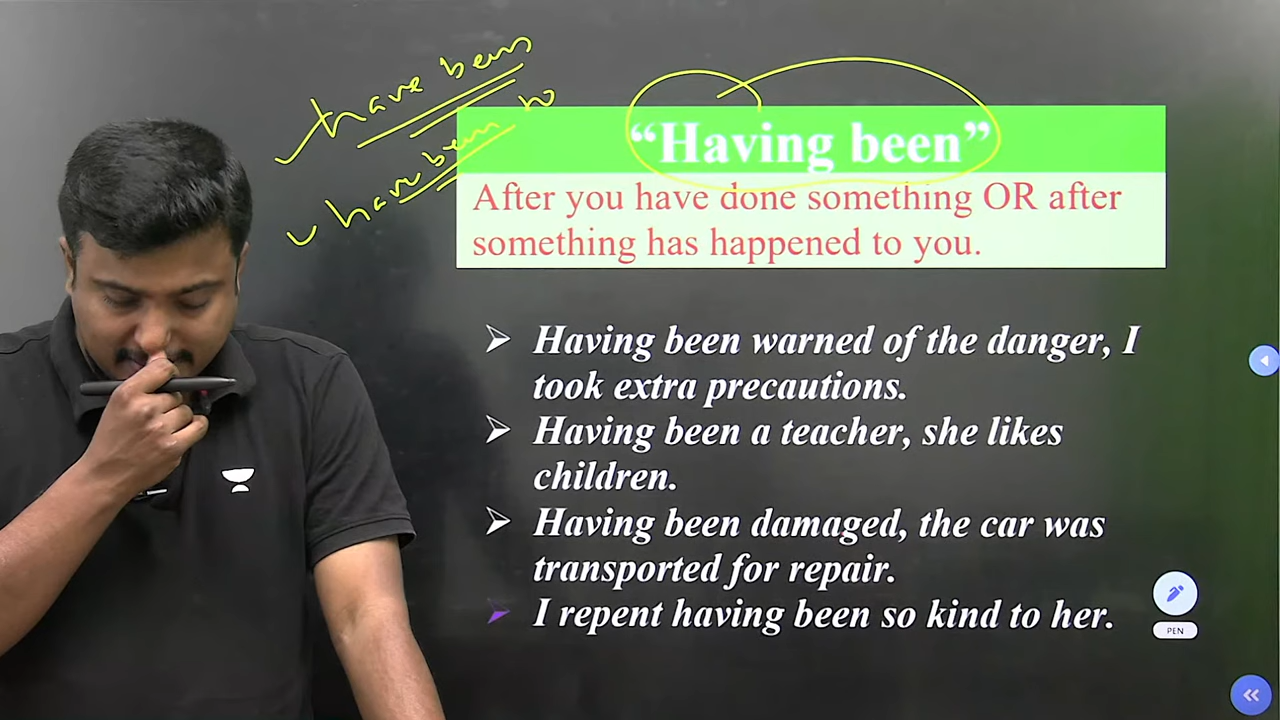 have been
have been to
“Having been”
After you have done something OR after
something has happened to you.
➢ Having been warned of the danger, I
took extra precautions.
➢ Having been a teacher, she likes
children.
➢ Having been damaged, the car was
transported for repair.
➢ I repent having been so kind to her.
PEN